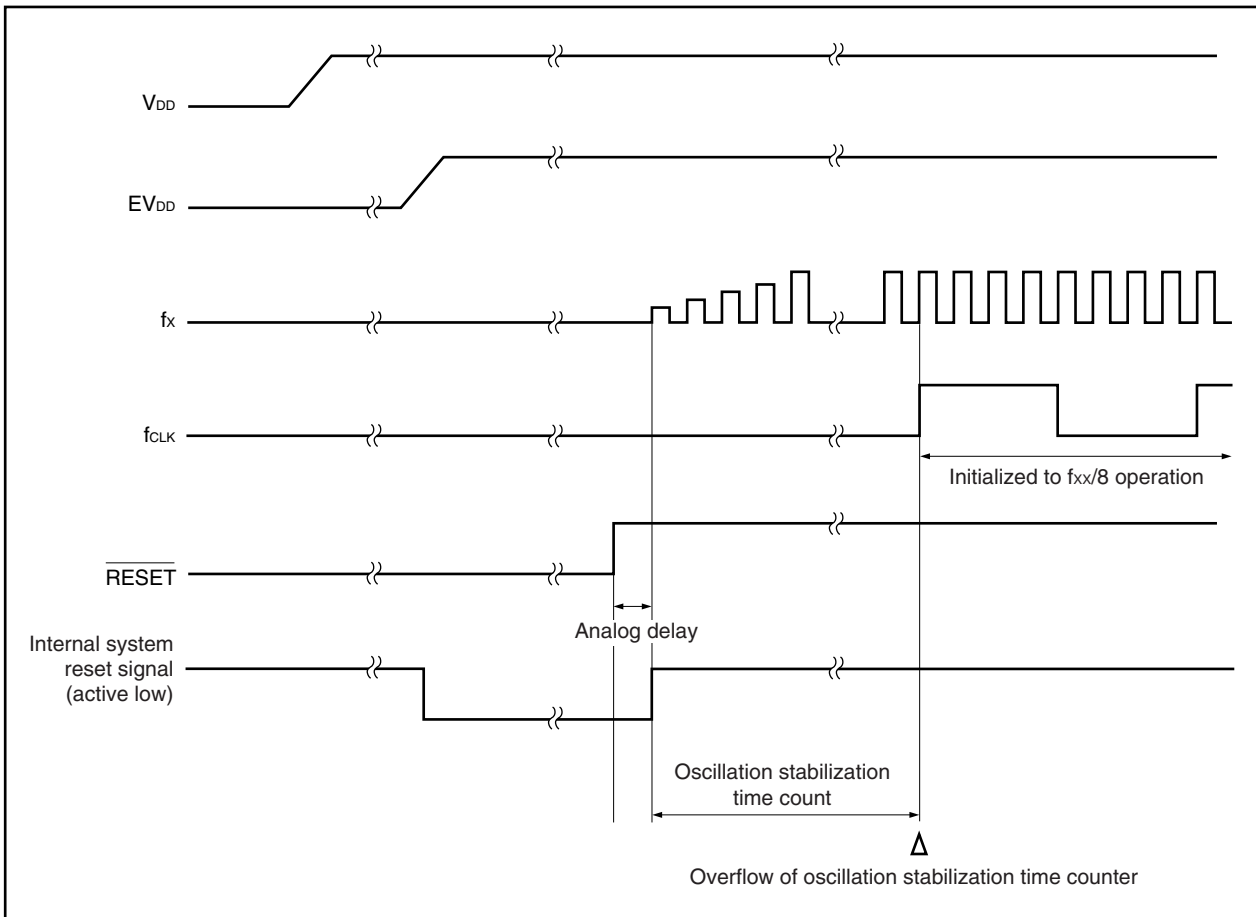 VDD
EVDD
fX
fCLK
Initialized to fXX/8 operation
RESET
Analog delay
Internal system
reset signal
(active low)
Oscillation stabilization
time count
Overflow of oscillation stabilization time counter